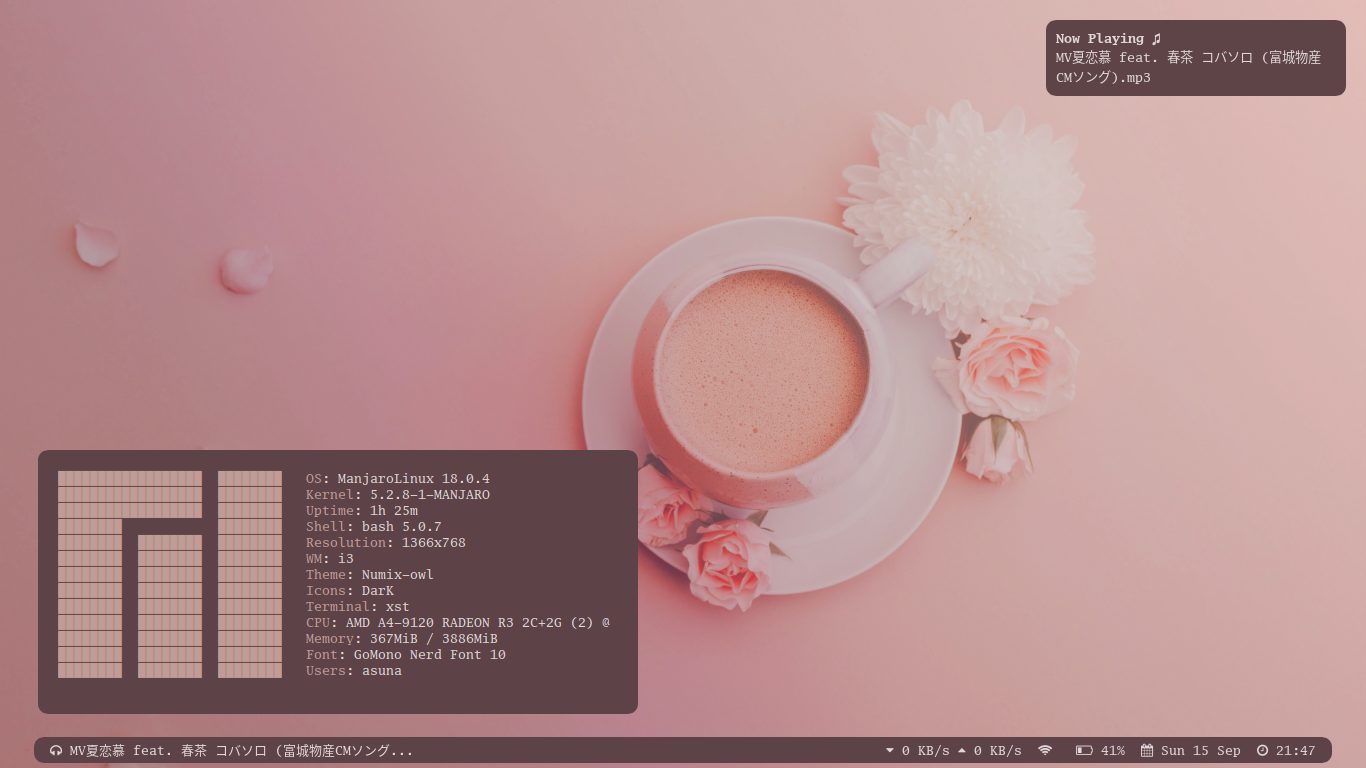 Now Playing ♫
MV夏恋慕 feat. 春茶 コバソロ (富城物産
CMソング).mp3
OS: ManjaroLinux 18.0.4
Kernel: 5.2.8-1-MANJARO
Uptime: 1h 25m
Shell: bash 5.0.7
Resolution: 1366x768
WM: i3
Theme: Numix-owl
Icons: DarK
Terminal: xst
CPU: AMD A4-9120 RADEON R3 2C+2G (2) @
Memory: 367MiB / 3886MiB
Font: GoMono Nerd Font 10
Users: asuna
MV夏恋慕 feat. 春茶 コバソロ (富城物産CMソング...
0 KB/s 0 KB/s 41% Sun 15 Sep 21:47